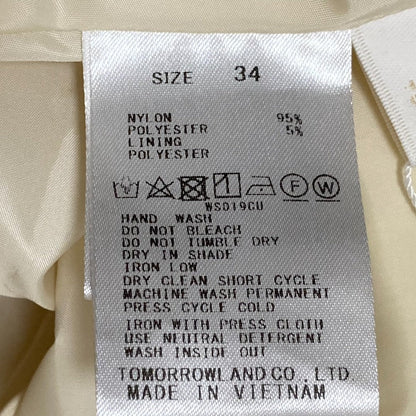 SIZE 34
NYLON 95%
POLYESTER 5%
LINING
POLYESTER
F W
WS019CU
HAND WASH
DO NOT BLEACH
DO NOT TUMBLE DRY
DRY IN SHADE
IRON LOW
DRY CLEAN SHORT CYCLE
MACHINE WASH PERMANENT
PRESS CYCLE COLD
IRON WITH PRESS CLOTH
USE NEUTRAL DETERGENT
WASH INSIDE OUT
TOMORROWLAND CO., LTD.
MADE IN VIETNAM